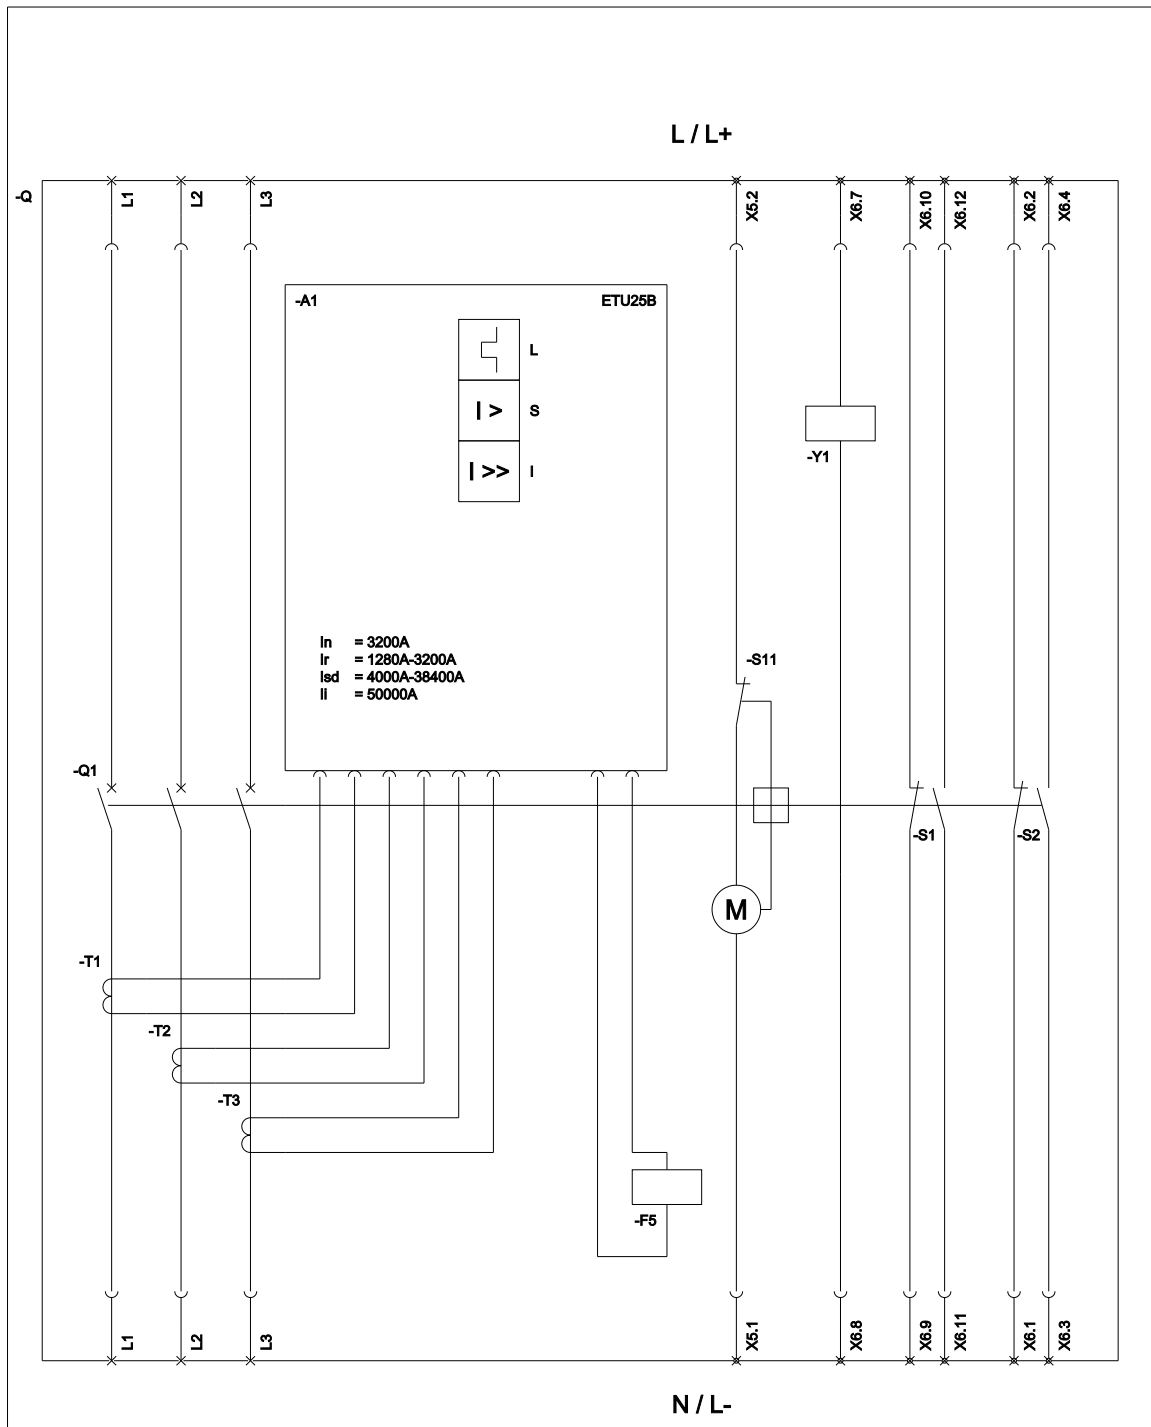 L / L+
-Q
L1
L2
L3
X5.2
X6.7
X6.10
X6.12
X6.2
X6.4
-A1 ETU25B
L
I > S
I >> I
-Y1
In = 3200A
Ir = 1280A-3200A
Isd = 4000A-38400A
Ii = 50000A
-S11
-Q1
-S1
-S2
M
-T1
-T2
-T3
-F5
L1
L2
L3
X5.1
X6.8
X6.9
X6.11
X6.1
X6.3
N / L-